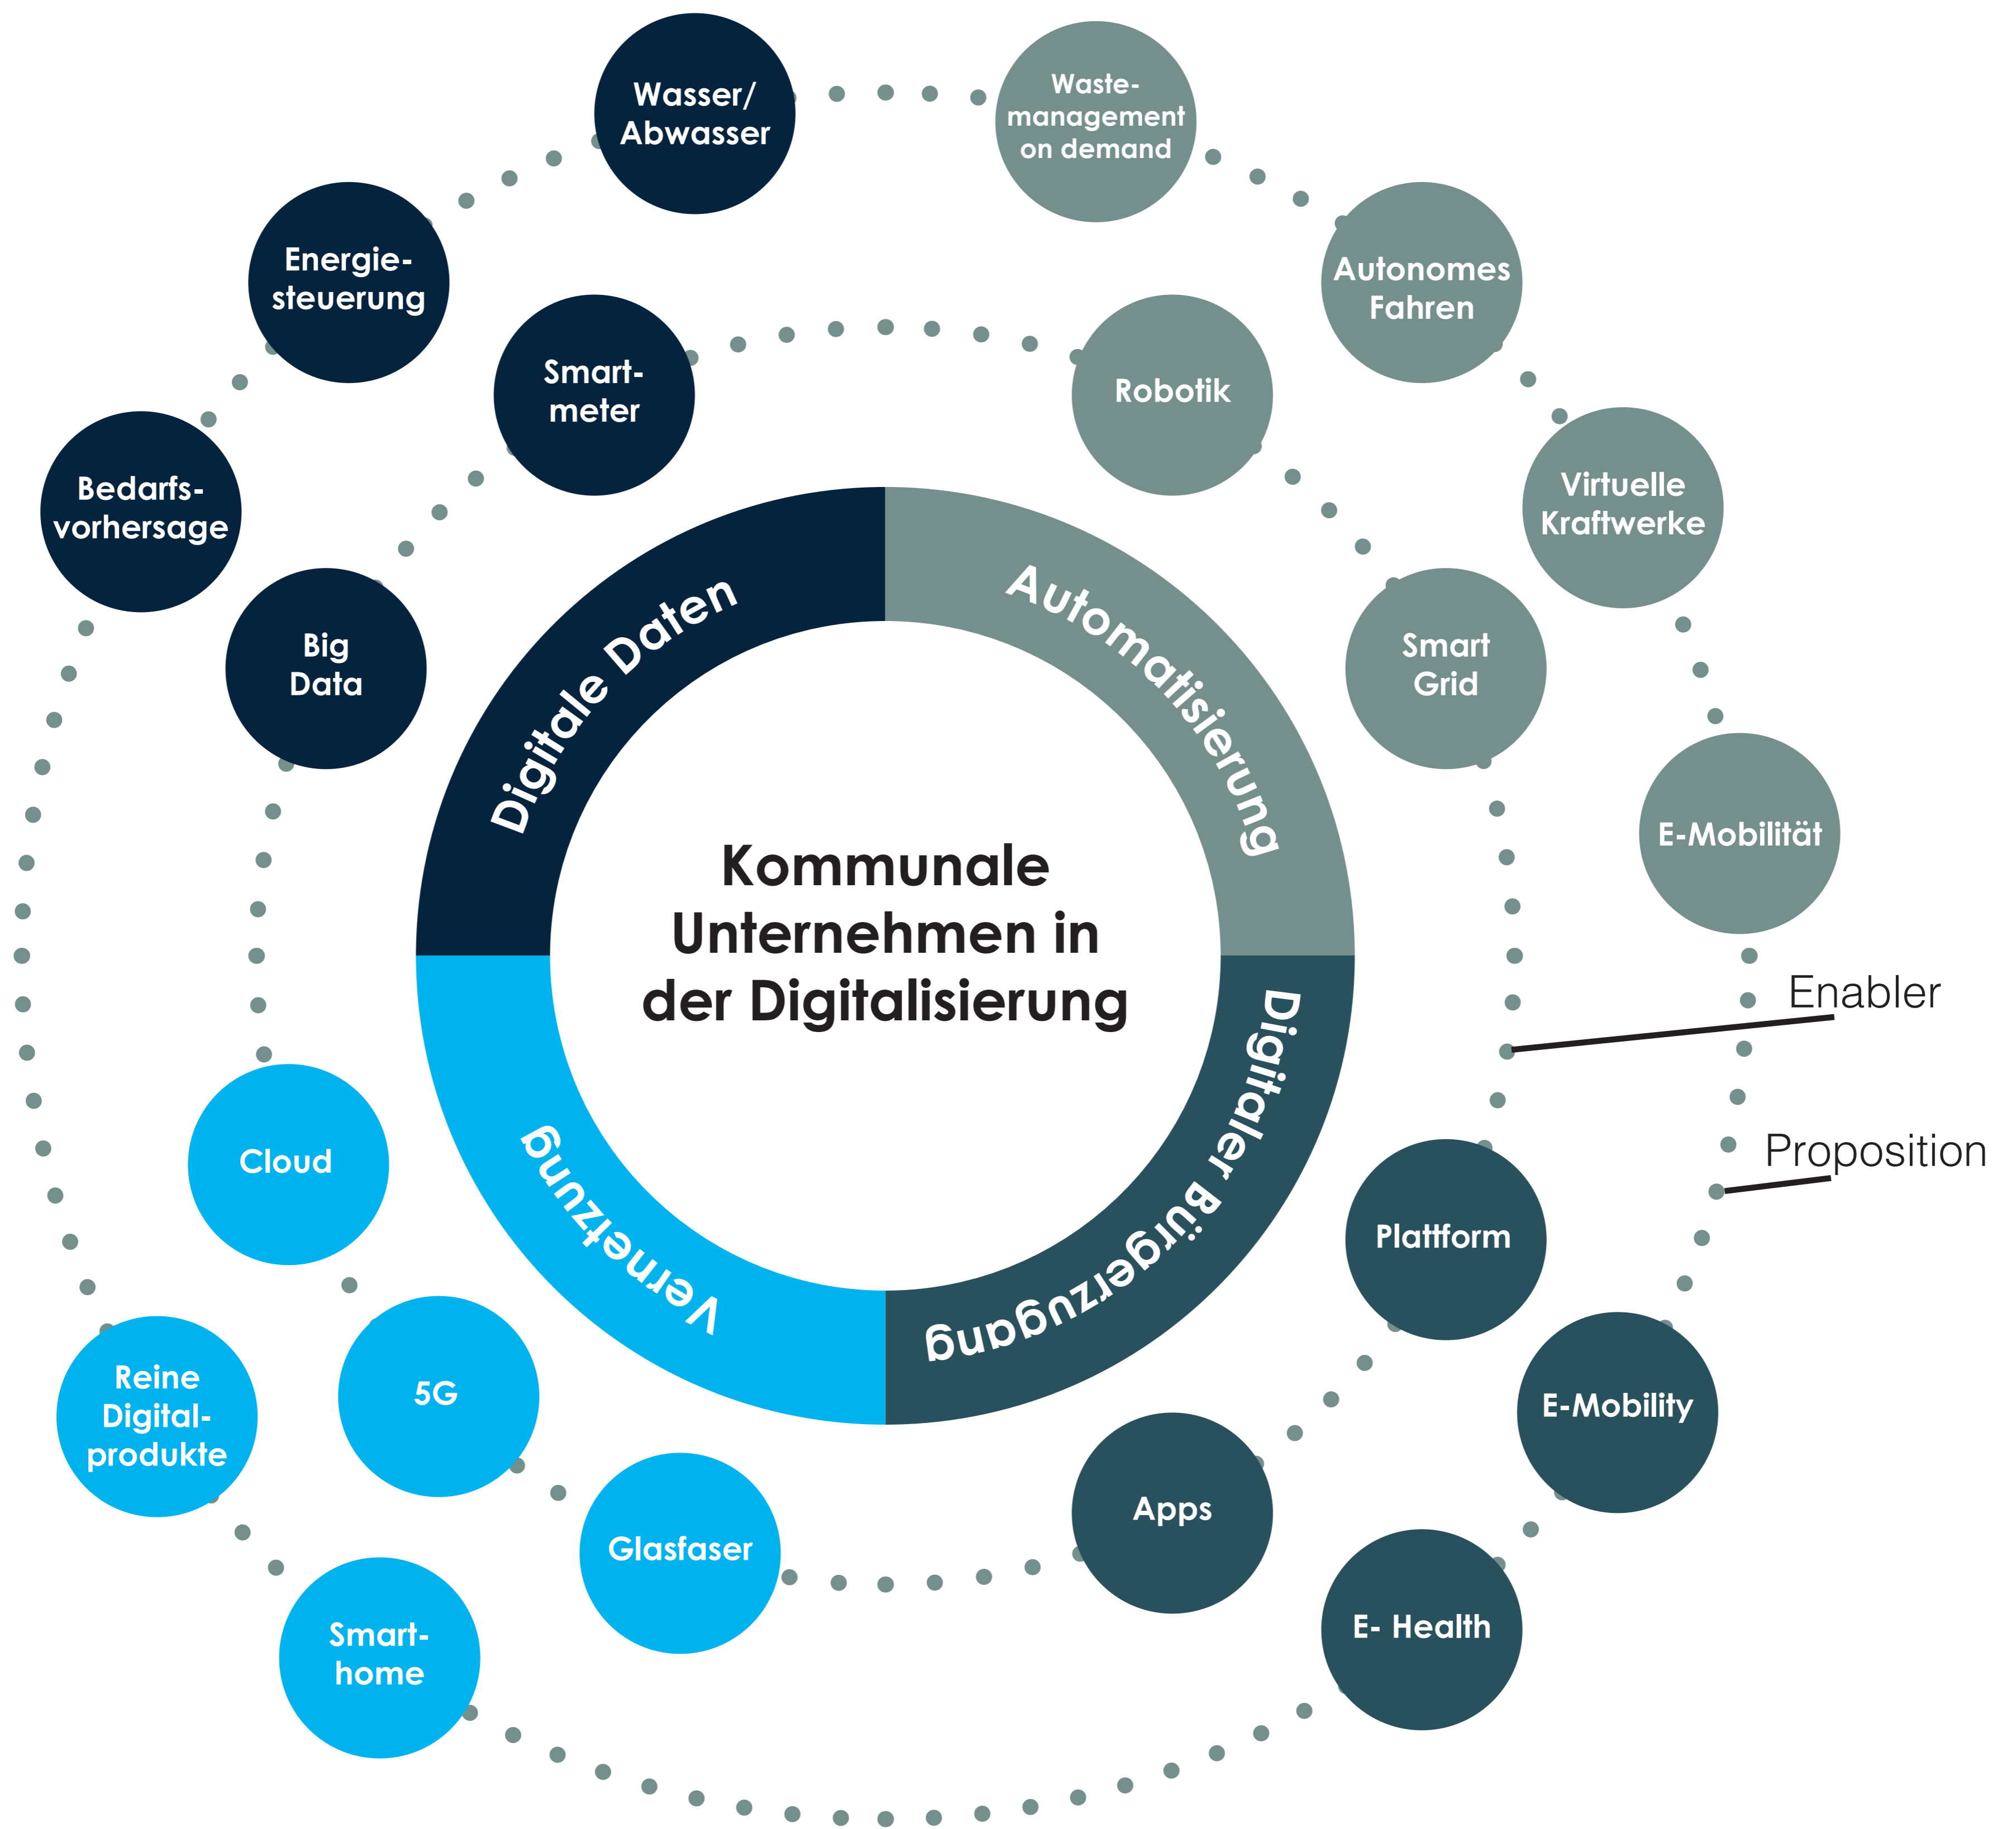 Wasser/
Abwasser
Waste-
management
on demand
Energie-
steuerung
Autonomes
Fahren
Smart-
meter
Robotik
Bedarfs-
vorhersage
Virtuelle
Kraftwerke
Big
Data
Smart
Grid
Digitale Daten
Automatisierung
E-Mobilität
Kommunale
Unternehmen in
der Digitalisierung
Enabler
Proposition
Digitaler Bürgerzugang
Vernetzung
Cloud
Plattform
Reine
Digital-
produkte
5G
E-Mobility
Glasfaser
Apps
Smart-
home
E- Health